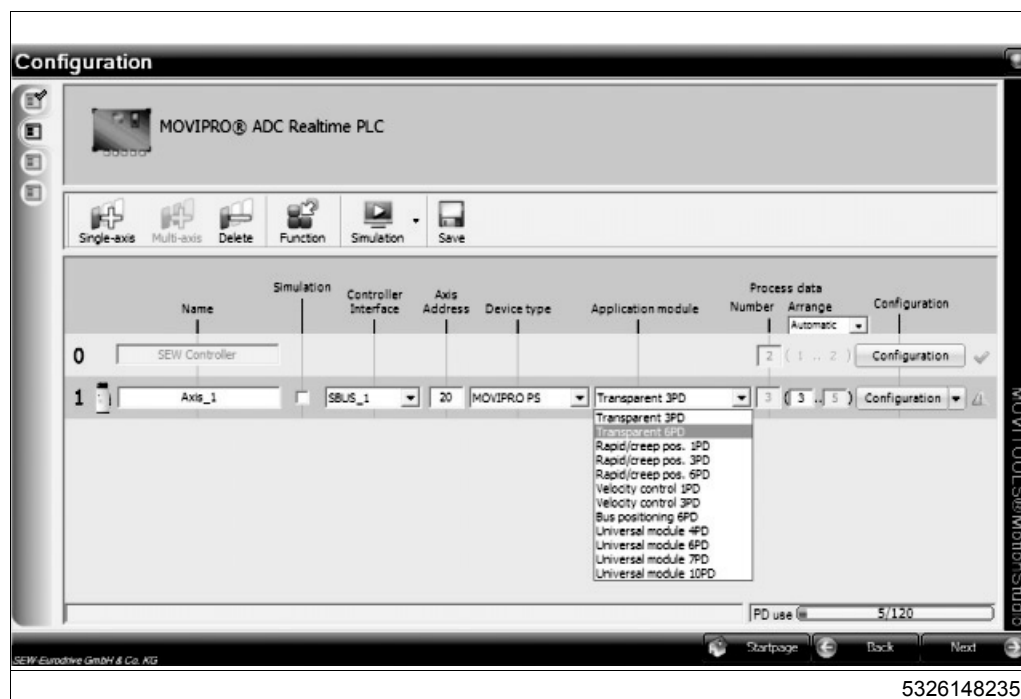 Configuration
MOVIPRO® ADC Realtime PLC
Single-axis Multi-axis Delete Function Simulation Save
Name Simulation Controller Interface Axis Address Device type Application module Process data Number Arrange Configuration
Automatic
0 SEW Controller 2 ( 1 .. 2 ) Configuration
1 Axis_1 SBUS_1 20 MOVIPRO PS Transparent 3PD 3 ( 3 .. 5 ) Configuration
Transparent 3PD
Transparent 6PD
Rapid/creep pos. 1PD
Rapid/creep pos. 3PD
Rapid/creep pos. 6PD
Velocity control 1PD
Velocity control 3PD
Bus positioning 6PD
Universal module 4PD
Universal module 6PD
Universal module 7PD
Universal module 10PD
PD use 5/120
MOVITOOLS®MotionStudio
SEW-Eurodrive GmbH & Co. KG
Startpage Back Next
5326148235